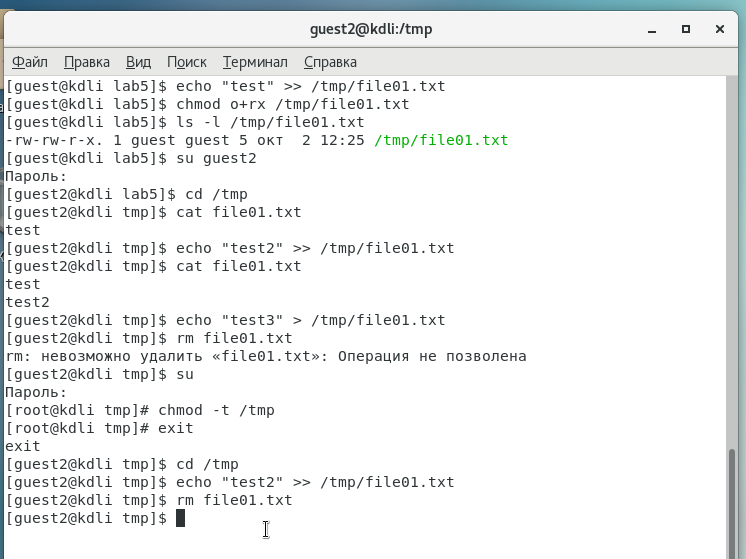 guest2@kdli:/tmp
Файл Правка Вид Поиск Терминал Справка
[guest@kdli lab5]$ echo "test" >> /tmp/file01.txt
[guest@kdli lab5]$ chmod o+rx /tmp/file01.txt
[guest@kdli lab5]$ ls -l /tmp/file01.txt
-rw-rw-r-x. 1 guest guest 5 окт  2 12:25 /tmp/file01.txt
[guest@kdli lab5]$ su guest2
Пароль:
[guest2@kdli lab5]$ cd /tmp
[guest2@kdli tmp]$ cat file01.txt
test
[guest2@kdli tmp]$ echo "test2" >> /tmp/file01.txt
[guest2@kdli tmp]$ cat file01.txt
test
test2
[guest2@kdli tmp]$ echo "test3" > /tmp/file01.txt
[guest2@kdli tmp]$ rm file01.txt
rm: невозможно удалить «file01.txt»: Операция не позволена
[guest2@kdli tmp]$ su
Пароль:
[root@kdli tmp]# chmod -t /tmp
[root@kdli tmp]# exit
exit
[guest2@kdli tmp]$ cd /tmp
[guest2@kdli tmp]$ echo "test2" >> /tmp/file01.txt
[guest2@kdli tmp]$ rm file01.txt
[guest2@kdli tmp]$